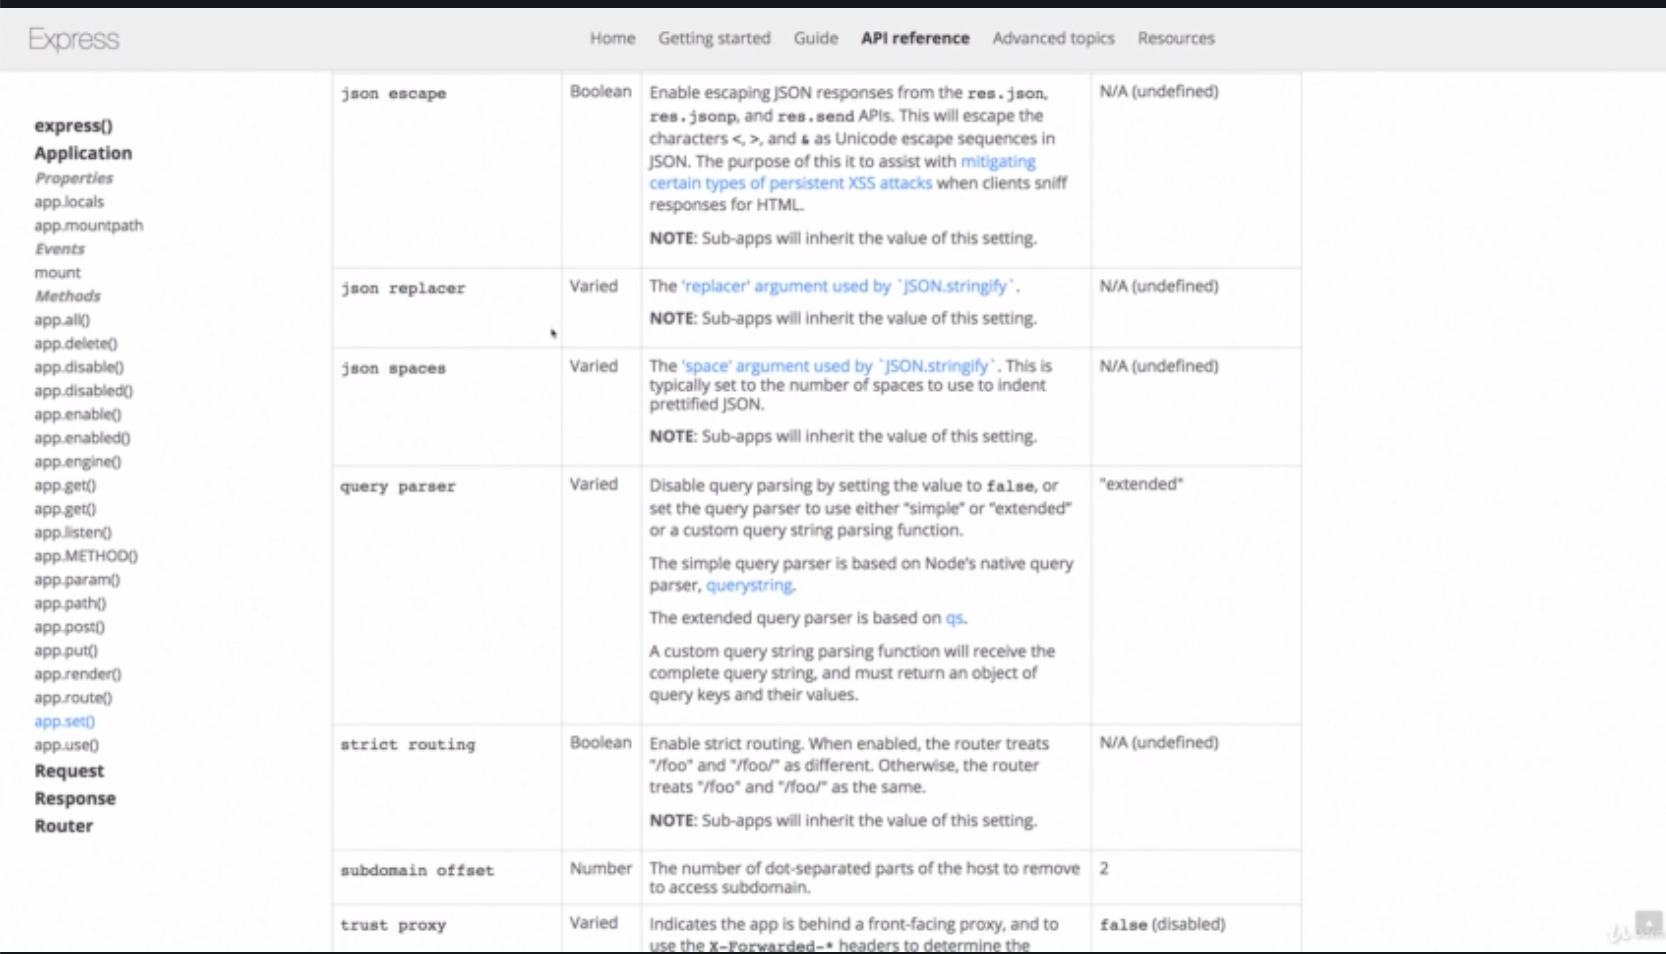 Express
Home Getting started Guide API reference Advanced topics Resources
express()
Application
Properties
app.locals
app.mountpath
Events
mount
Methods
app.all()
app.delete()
app.disable()
app.disabled()
app.enable()
app.enabled()
app.engine()
app.get()
app.get()
app.listen()
app.METHOD()
app.param()
app.path()
app.post()
app.put()
app.render()
app.route()
app.set()
app.use()
Request
Response
Router
json escape
Boolean
Enable escaping JSON responses from the res.json,
res.jsonp, and res.send APIs. This will escape the
characters <, >, and & as Unicode escape sequences in
JSON. The purpose of this it to assist with mitigating
certain types of persistent XSS attacks when clients sniff
responses for HTML.
NOTE: Sub-apps will inherit the value of this setting.
N/A (undefined)
json replacer
Varied
The 'replacer' argument used by `JSON.stringify`.
NOTE: Sub-apps will inherit the value of this setting.
N/A (undefined)
json spaces
Varied
The 'space' argument used by `JSON.stringify`. This is
typically set to the number of spaces to use to indent
prettified JSON.
NOTE: Sub-apps will inherit the value of this setting.
N/A (undefined)
query parser
Varied
Disable query parsing by setting the value to false, or
set the query parser to use either "simple" or "extended"
or a custom query string parsing function.
The simple query parser is based on Node's native query
parser, querystring.
The extended query parser is based on qs.
A custom query string parsing function will receive the
complete query string, and must return an object of
query keys and their values.
"extended"
strict routing
Boolean
Enable strict routing. When enabled, the router treats
"/foo" and "/foo/" as different. Otherwise, the router
treats "/foo" and "/foo/" as the same.
NOTE: Sub-apps will inherit the value of this setting.
N/A (undefined)
subdomain offset
Number
The number of dot-separated parts of the host to remove
to access subdomain.
2
trust proxy
Varied
Indicates the app is behind a front-facing proxy, and to
use the X-Forwarded-* headers to determine the
false (disabled)